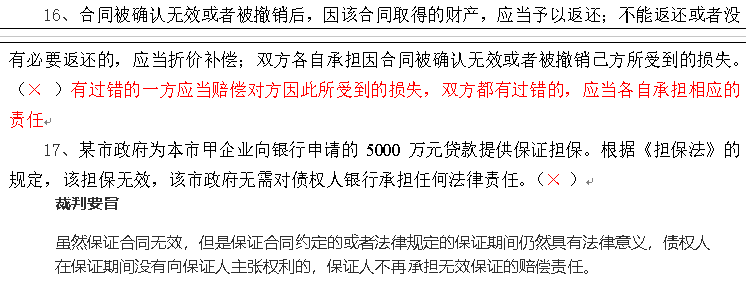 16、合同被确认无效或者被撤销后，因该合同取得的财产，应当予以返还；不能返还或者没
有必要返还的，应当折价补偿；双方各自承担因合同被确认无效或者被撤销己方所受到的损失。
（× ）有过错的一方应当赔偿对方因此所受到的损失，双方都有过错的，应当各自承担相应的
责任
17、某市政府为本市甲企业向银行申请的 5000 万元贷款提供保证担保。根据《担保法》的
规定，该担保无效，该市政府无需对债权人银行承担任何法律责任。（× ）
裁判要旨
虽然保证合同无效，但是保证合同约定的或者法律规定的保证期间仍然具有法律意义，债权人
在保证期间没有向保证人主张权利的，保证人不再承担无效保证的赔偿责任。